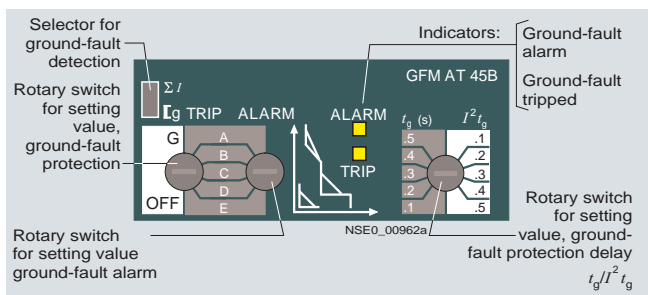 Selector for
ground-fault
detection
Rotary switch
for setting
value,
ground-fault
protection
Indicators:
Ground-fault
alarm
Ground-fault
tripped
GFM AT 45B
Σ I
g TRIP ALARM
G
OFF
A
B
C
D
E
ALARM
TRIP
tg (s)
.5
.4
.3
.2
.1
I²tg
.1
.2
.3
.4
.5
NSE0_00962a
Rotary switch
for setting value
ground-fault alarm
Rotary switch
for setting
value, ground-
fault protection delay
tg/I² tg